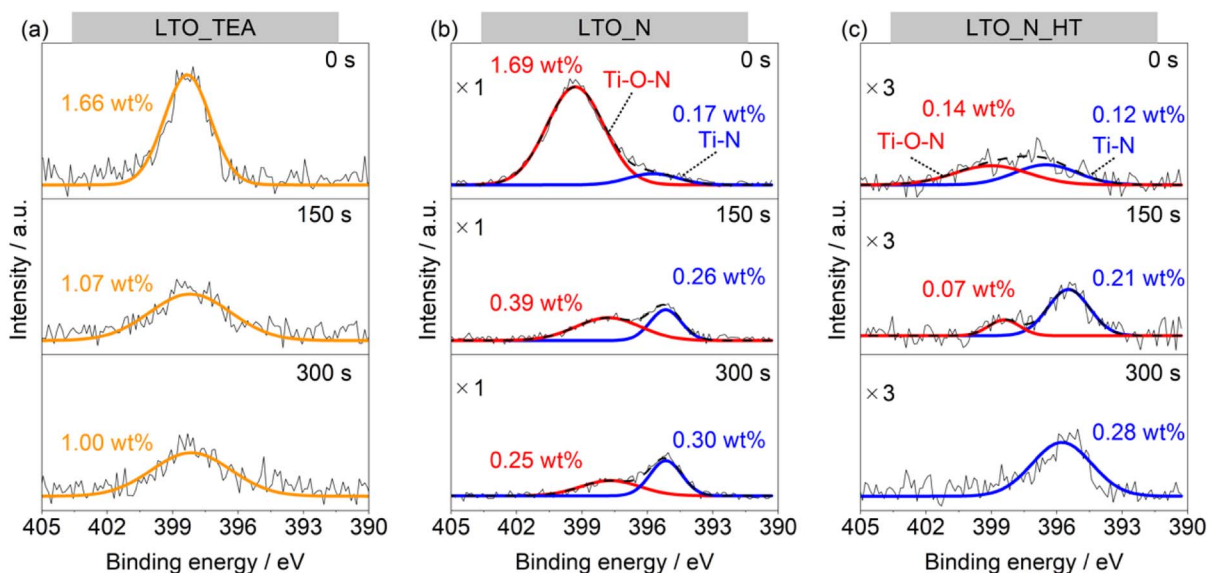 (a) LTO_TEA
0 s
1.66 wt%
150 s
1.07 wt%
300 s
1.00 wt%
405 402 399 396 393 390
Binding energy / eV
Intensity / a.u.
(b) LTO_N
0 s
× 1
1.69 wt%
Ti-O-N
0.17 wt%
Ti-N
150 s
× 1
0.39 wt%
0.26 wt%
300 s
× 1
0.25 wt%
0.30 wt%
405 402 399 396 393 390
Binding energy / eV
Intensity / a.u.
(c) LTO_N_HT
0 s
× 3
0.14 wt%
Ti-O-N
0.12 wt%
Ti-N
150 s
× 3
0.07 wt%
0.21 wt%
300 s
× 3
0.28 wt%
405 402 399 396 393 390
Binding energy / eV
Intensity / a.u.